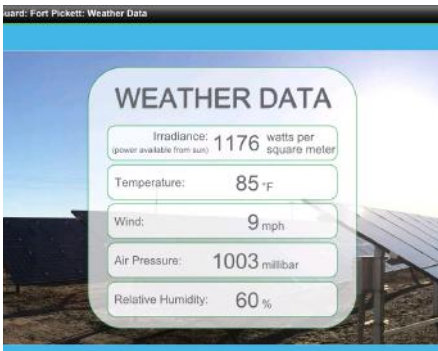 uard: Fort Pickett: Weather Data
WEATHER DATA
Irradiance: 1176 watts per
(power available from sun) square meter
Temperature: 85 °F
Wind: 9 mph
Air Pressure: 1003 millibar
Relative Humidity: 60 %